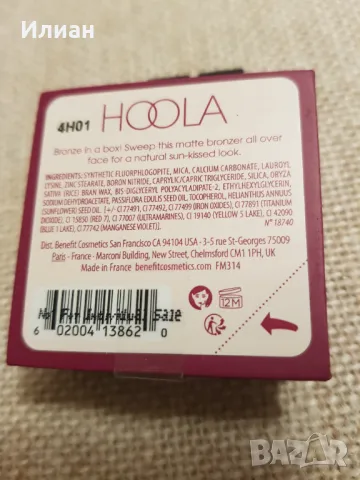 Илиан
4H01 HOOLA
Bronze in a box! Sweep this matte bronzer all over
face for a natural sun-kissed look.
INGREDIENTS: SYNTHETIC FLUORPHLOGOPITE, MICA, CALCIUM CARBONATE, LAUROYL
LYSINE, ZINC STEARATE, BORON NITRIDE, CAPRYLIC/CAPRIC TRIGLYCERIDE, SILICA, ORYZA
SATIVA (RICE) BRAN WAX, BIS-DIGLYCERYL POLYACYLADIPATE-2, ETHYLHEXYLGLYCERIN,
SODIUM DEHYDROACETATE, PASSIFLORA EDULIS SEED OIL, TOCOPHEROL, HELIANTHUS ANNUUS
(SUNFLOWER) SEED OIL. [+/- CI 77491, CI 77492, CI 77499 (IRON OXIDES), CI 77891 (TITANIUM
DIOXIDE), CI 15850 (RED 7), CI 77007 (ULTRAMARINES), CI 19140 (YELLOW 5 LAKE), CI 42090
(BLUE 1 LAKE), CI 77742 (MANGANESE VIOLET)]. N° 18740
Dist. Benefit Cosmetics San Francisco CA 94104 USA - 3-5 rue St-Georges 75009
Paris - France - Marconi Building, New Street, Chelmsford CM1 1PH, UK
Made in France benefitcosmetics.com FM314
Not For Individual Sale
6 02004 13862 0
12M
BAZAR